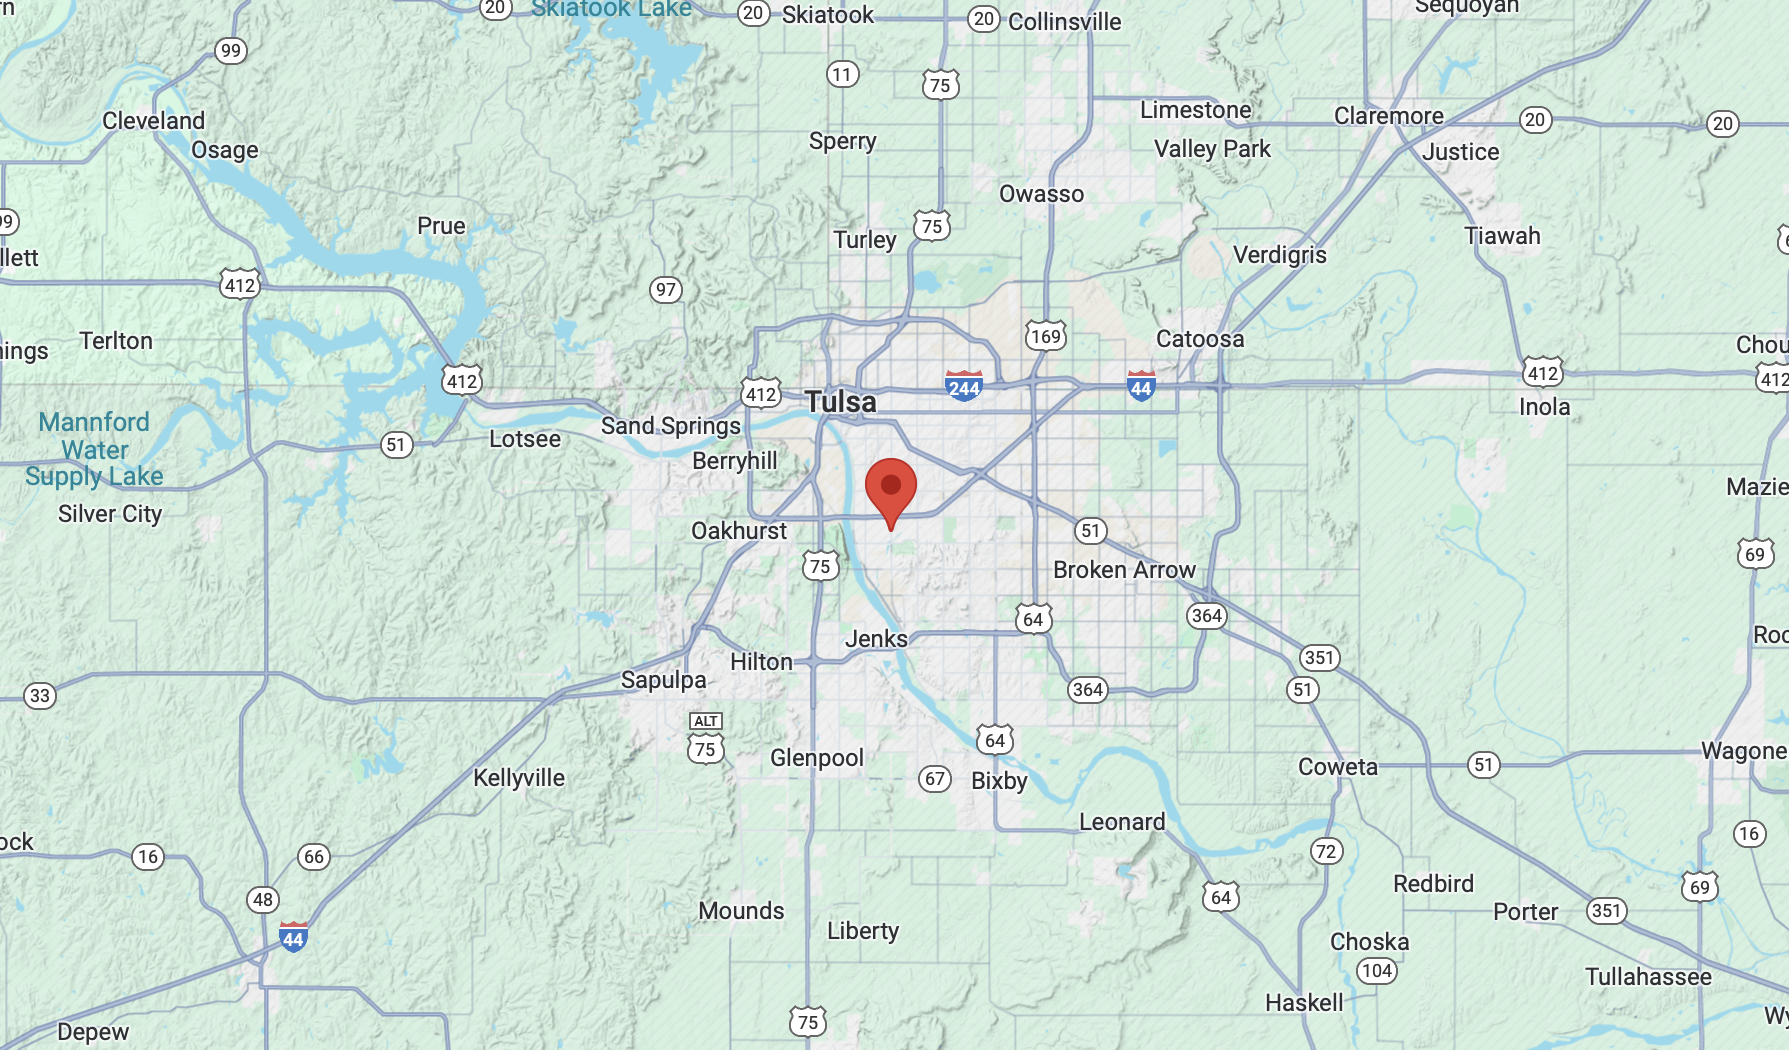 rn
20
Skiatook Lake
20
Skiatook
20
Collinsville
Sequoyah
99
11
75
Cleveland
Limestone
Claremore
20
20
Osage
Sperry
Valley Park
Justice
Owasso
99
Prue
75
Turley
Tiawah
llett
Verdigris
6
412
97
Terlton
169
Catoosa
ings
Chou
412
412
244
44
412
412
Tulsa
Inola
Mannford
Water
Supply Lake
Sand Springs
51
Lotsee
Berryhill
Mazie
Silver City
Oakhurst
51
69
75
Broken Arrow
64
364
Jenks
Roc
Hilton
351
Sapulpa
33
364
51
ALT
75
64
Glenpool
Wagone
Kellyville
67
Bixby
Coweta
51
Leonard
16
ock
16
66
72
Redbird
69
48
64
Mounds
Porter
351
Liberty
44
Choska
104
Tullahassee
Haskell
Wy
75
Depew